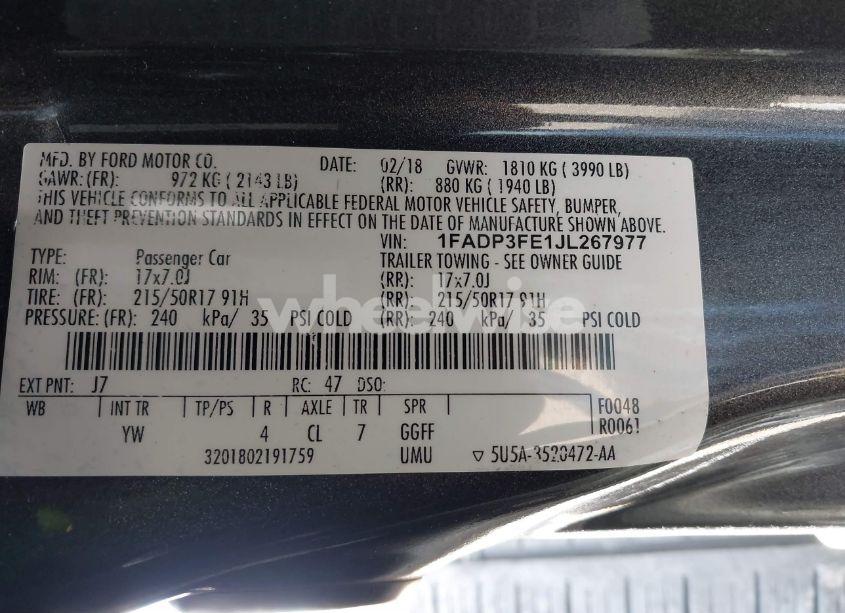 MFD. BY FORD MOTOR CO. DATE: 02/18 GVWR: 1810 KG ( 3990 LB)
GAWR: (FR): 972 KG ( 2143 LB) (RR): 880 KG ( 1940 LB)
THIS VEHICLE CONFORMS TO ALL APPLICABLE FEDERAL MOTOR VEHICLE SAFETY, BUMPER,
AND THEFT PREVENTION STANDARDS IN EFFECT ON THE DATE OF MANUFACTURE SHOWN ABOVE.
VIN: 1FADP3FE1JL267977
TYPE: Passenger Car TRAILER TOWING - SEE OWNER GUIDE
RIM: (FR): 17x7.0J (RR): 17x7.0J
TIRE: (FR): 215/50R17 91H (RR): 215/50R17 91H
PRESSURE: (FR): 240 kPa/ 35 PSI COLD (RR): 240 kPa/ 35 PSI COLD
wheelwise
EXT PNT: J7 RC: 47 DSO:
WB INT TR TP/PS R AXLE TR SPR F0048
YW 4 CL 7 GGFF R0061
3201802191759 UMU ▽ 5U5A-3520472-AA